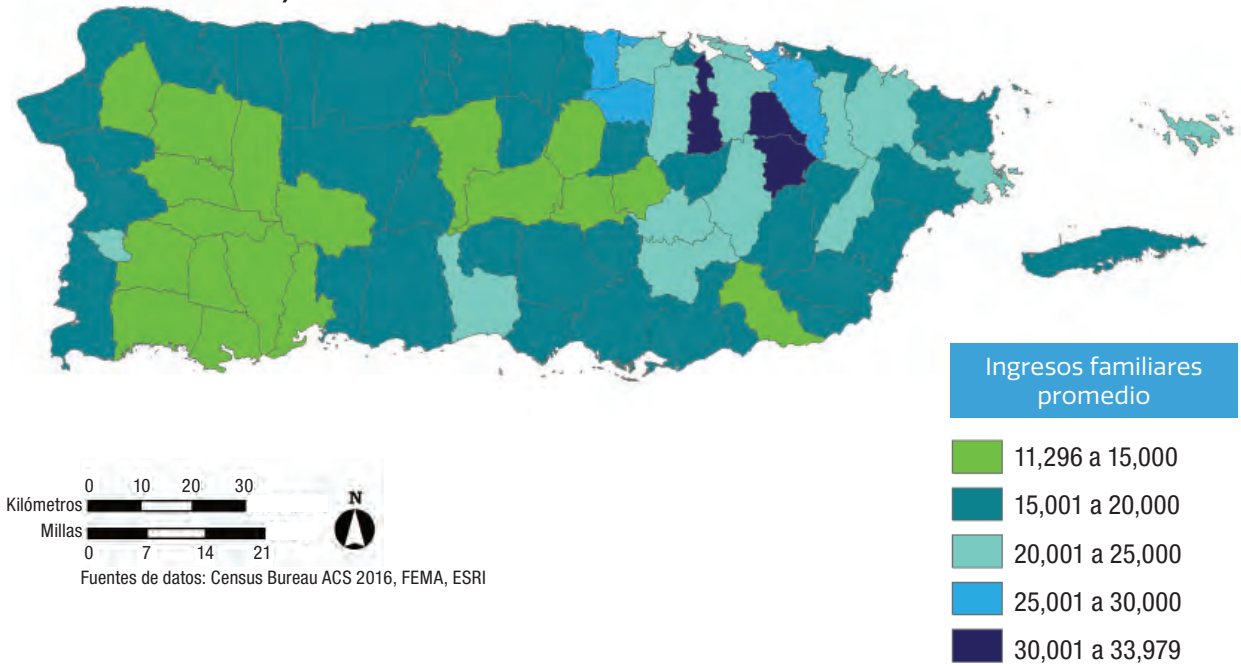 Ingresos familiares
promedio
11,296 a 15,000
15,001 a 20,000
20,001 a 25,000
25,001 a 30,000
30,001 a 33,979
0 10 20 30
Kilómetros
Millas
0 7 14 21
N
Fuentes de datos: Census Bureau ACS 2016, FEMA, ESRI